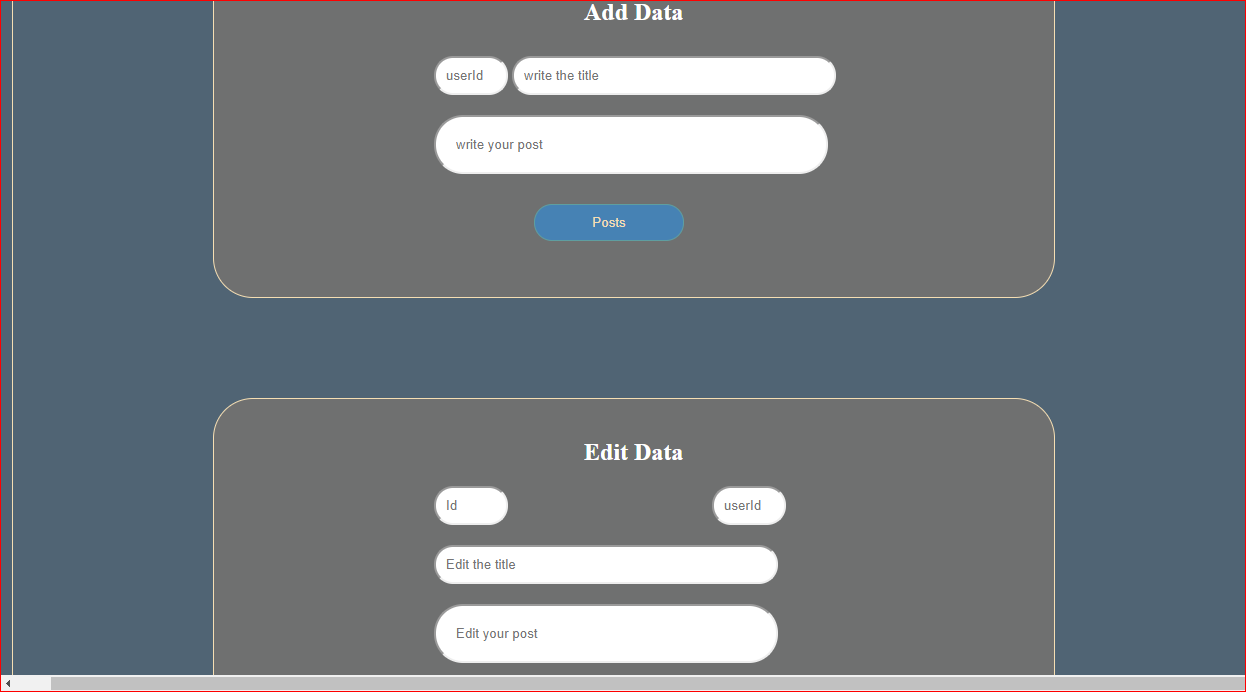 Add Data
userId write the title
write your post
Posts
Edit Data
Id userId
Edit the title
Edit your post